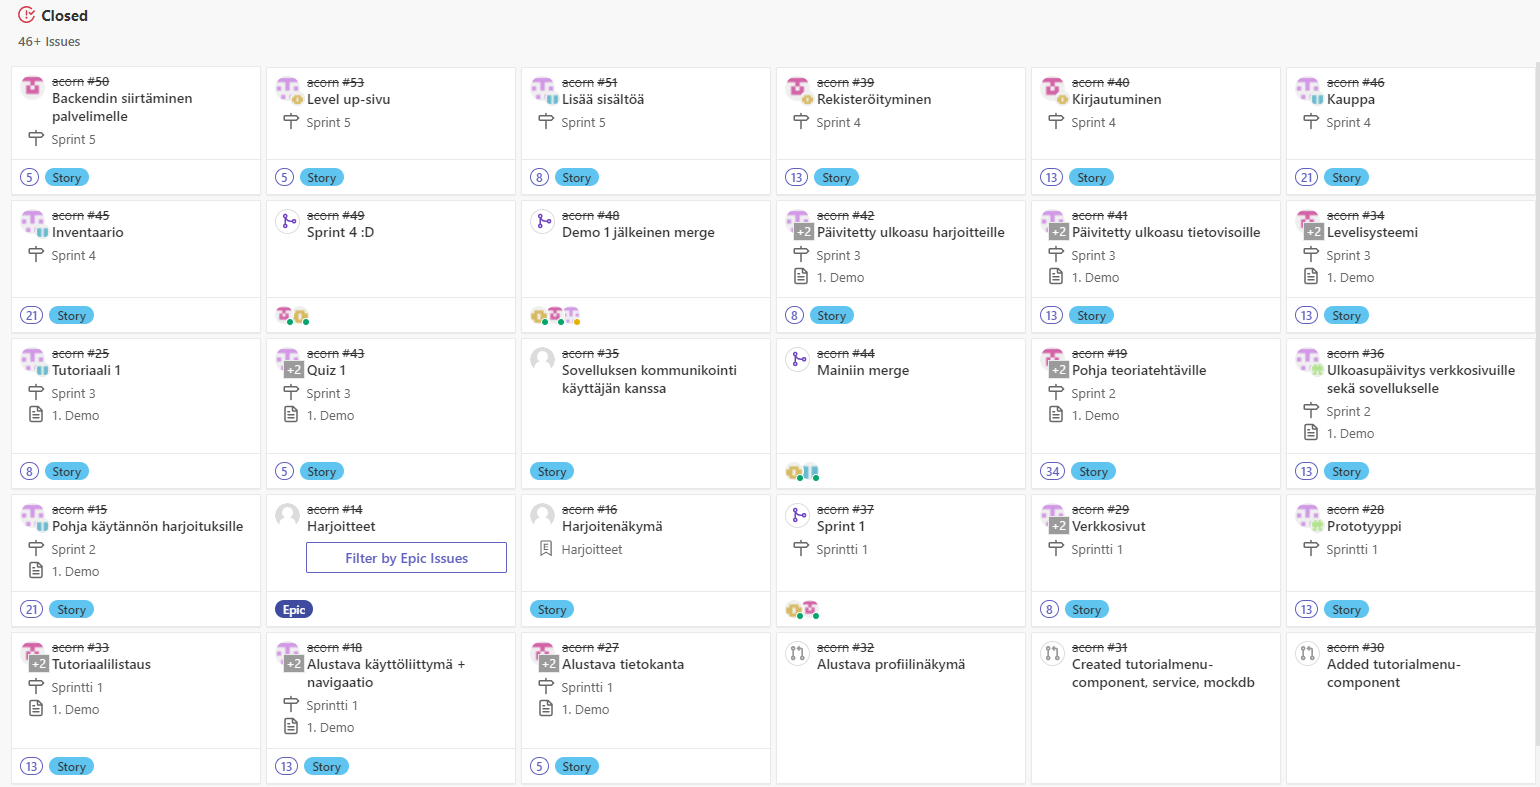 Closed
46+ Issues
acorn #50
Backendin siirtäminen
palvelimelle
Sprint 5
5 Story
acorn #53
Level up-sivu
Sprint 5
5 Story
acorn #51
Lisää sisältöä
Sprint 5
8 Story
acorn #39
Rekisteröityminen
Sprint 4
13 Story
acorn #40
Kirjautuminen
Sprint 4
13 Story
acorn #46
Kauppa
Sprint 4
21 Story
acorn #45
Inventaario
Sprint 4
21 Story
acorn #49
Sprint 4 :D
acorn #48
Demo 1 jälkeinen merge
acorn #42
+2 Päivitetty ulkoasu harjoitteille
Sprint 3
1. Demo
8 Story
acorn #41
+2 Päivitetty ulkoasu tietovisoille
Sprint 3
1. Demo
13 Story
acorn #34
+2 Levelisysteemi
Sprint 3
1. Demo
13 Story
acorn #25
Tutoriaali 1
Sprint 3
1. Demo
8 Story
acorn #43
+2 Quiz 1
Sprint 3
1. Demo
5 Story
acorn #35
Sovelluksen kommunikointi
käyttäjän kanssa
Story
acorn #44
Mainiin merge
acorn #19
+2 Pohja teoriatehtäville
Sprint 2
1. Demo
34 Story
acorn #36
Ulkoasupäivitys verkkosivuille
sekä sovellukselle
Sprint 2
1. Demo
13 Story
acorn #15
Pohja käytännön harjoituksille
Sprint 2
1. Demo
21 Story
acorn #14
Harjoitteet
Filter by Epic Issues
Epic
acorn #16
Harjoitenäkymä
Harjoitteet
Story
acorn #37
Sprint 1
Sprintti 1
acorn #29
+2 Verkkosivut
Sprintti 1
8 Story
acorn #28
Prototyyppi
Sprintti 1
13 Story
acorn #33
+2 Tutoriaalilistaus
Sprintti 1
1. Demo
13 Story
acorn #18
+2 Alustava käyttöliittymä +
navigaatio
Sprintti 1
1. Demo
13 Story
acorn #27
+2 Alustava tietokanta
Sprintti 1
1. Demo
5 Story
acorn #32
Alustava profiilinäkymä
acorn #31
Created tutorialmenu-
component, service, mockdb
acorn #30
Added tutorialmenu-
component